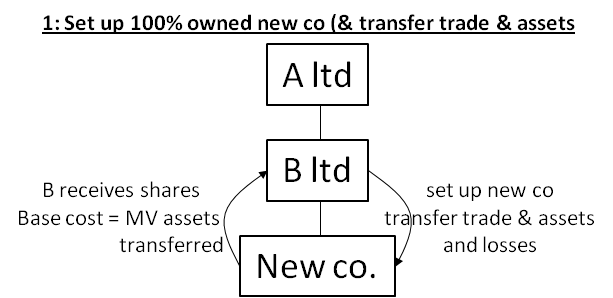 1: Set up 100% owned new co (& transfer trade & assets
A ltd
B ltd
B receives shares
Base cost = MV assets
transferred
set up new co
transfer trade & assets
and losses
New co.